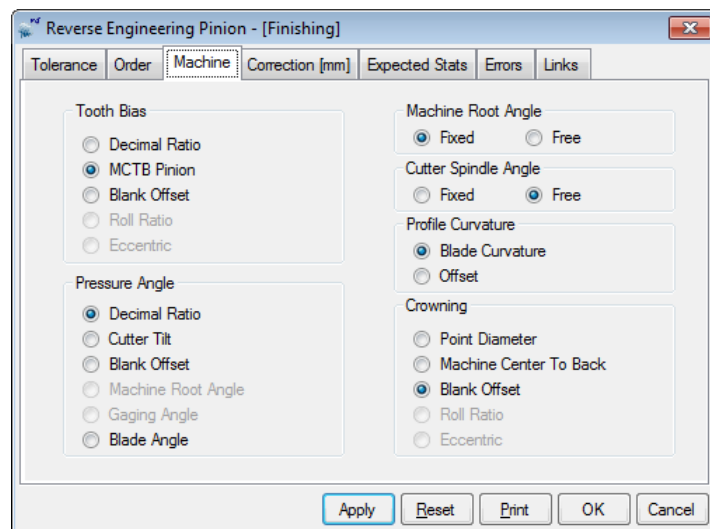 Reverse Engineering Pinion - [Finishing]
Tolerance Order Machine Correction [mm] Expected Stats Errors Links
Tooth Bias
Decimal Ratio
MCTB Pinion
Blank Offset
Roll Ratio
Eccentric
Pressure Angle
Decimal Ratio
Cutter Tilt
Blank Offset
Machine Root Angle
Gaging Angle
Blade Angle
Machine Root Angle
Fixed Free
Cutter Spindle Angle
Fixed Free
Profile Curvature
Blade Curvature
Offset
Crowning
Point Diameter
Machine Center To Back
Blank Offset
Roll Ratio
Eccentric
Apply Reset Print OK Cancel